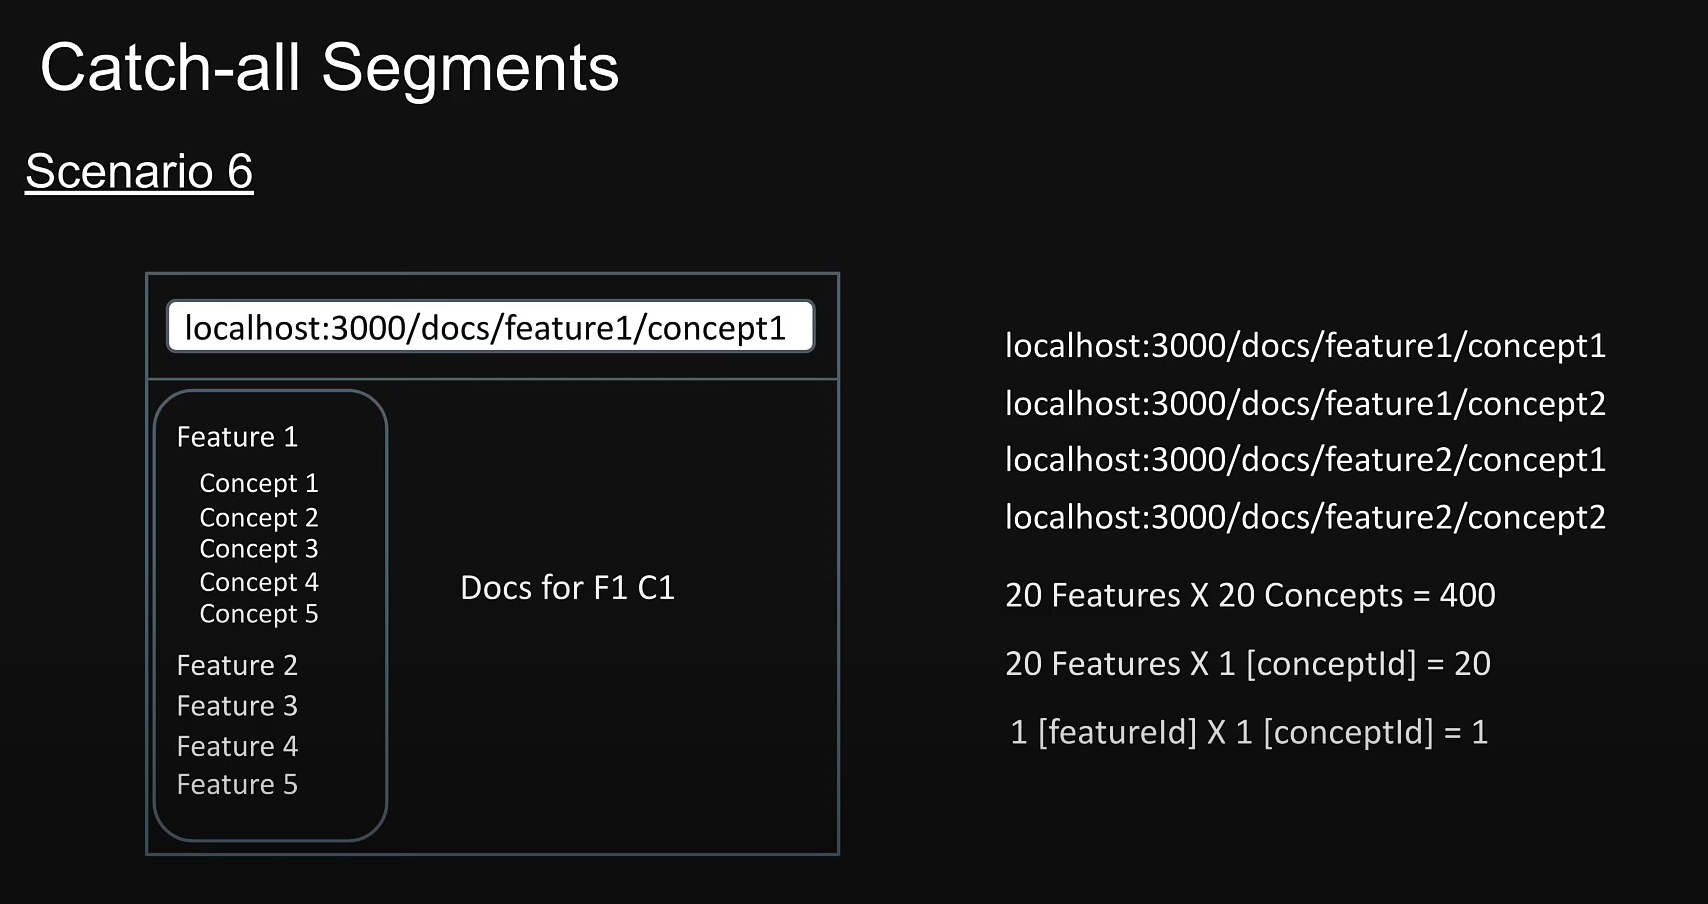 Catch-all Segments
Scenario 6
localhost:3000/docs/feature1/concept1
Feature 1
Concept 1
Concept 2
Concept 3
Concept 4
Concept 5
Feature 2
Feature 3
Feature 4
Feature 5
Docs for F1 C1
localhost:3000/docs/feature1/concept1
localhost:3000/docs/feature1/concept2
localhost:3000/docs/feature2/concept1
localhost:3000/docs/feature2/concept2
20 Features X 20 Concepts = 400
20 Features X 1 [conceptId] = 20
1 [featureId] X 1 [conceptId] = 1